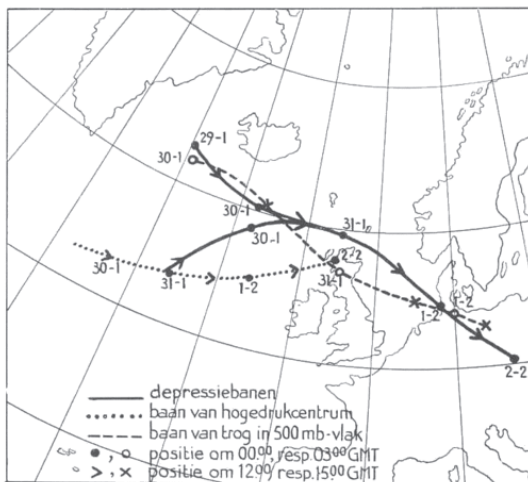 29-1
30-1
30-1
31-1
30-1
2-2
30-1
31-1
1-2
31-1
1-2
1-2
2-2
depressiebanen
baan van hogedrukcentrum
baan van trog in 500 mb-vlak
positie om 00⁰⁰, resp. 03⁰⁰ GMT
positie om 12⁰⁰, resp. 15⁰⁰ GMT